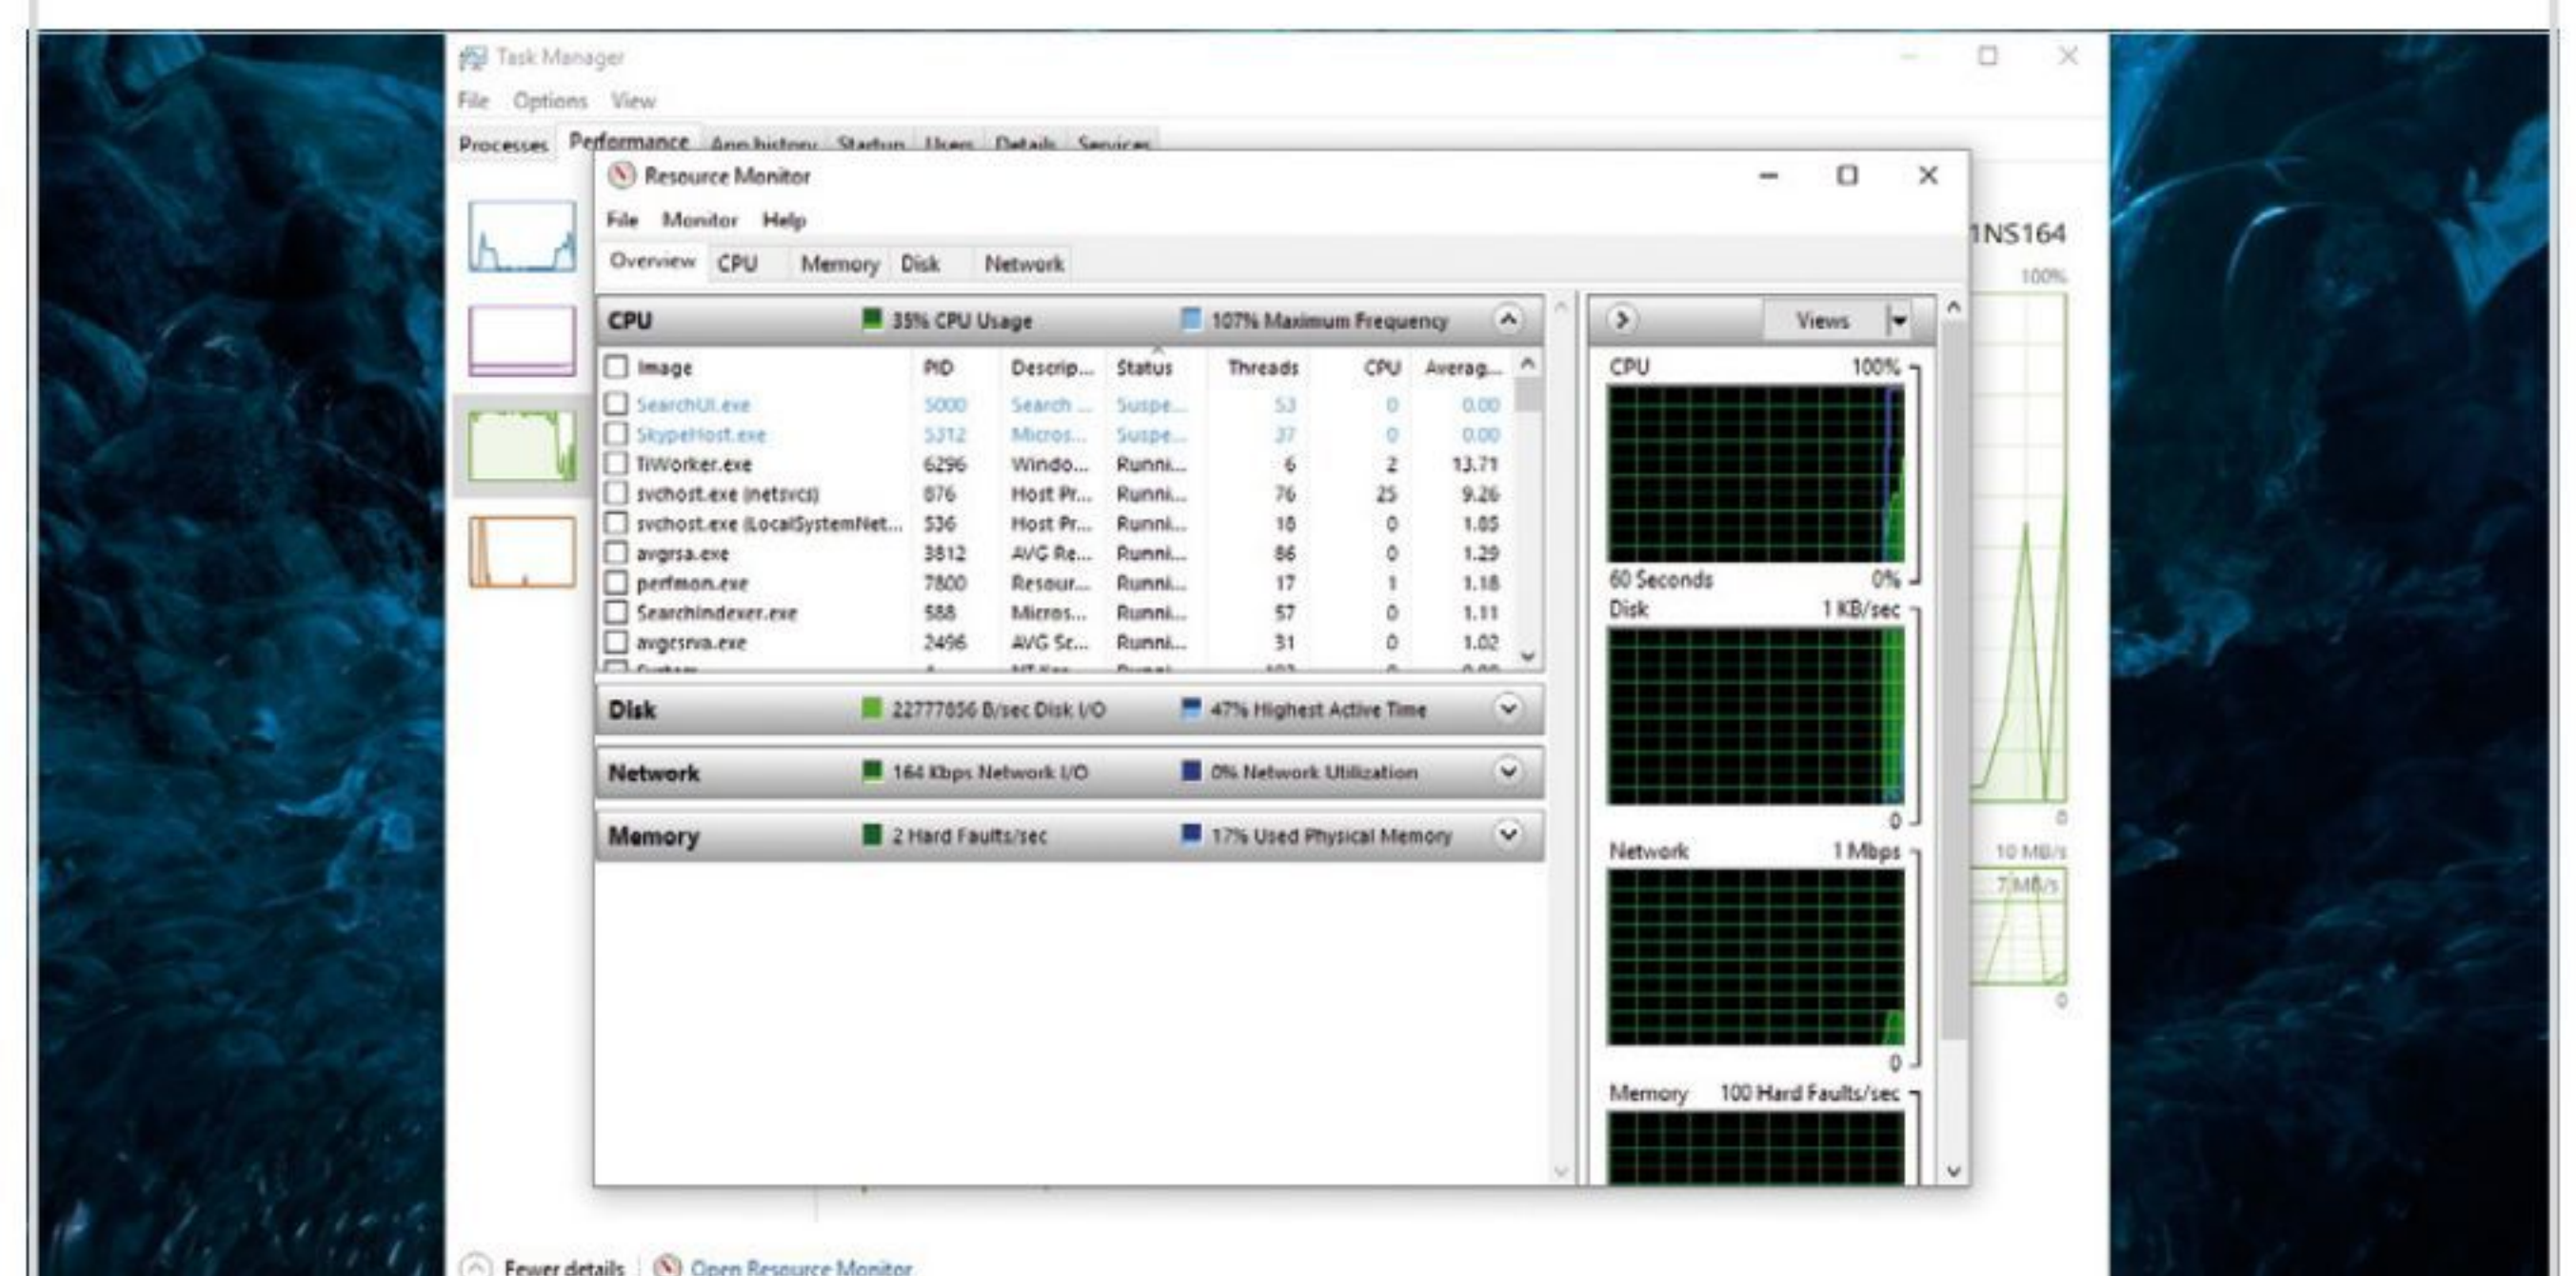 Task Manager
File Options View
Processes Performance App history Startup Users Details Services
Resource Monitor
File Monitor Help
Overview CPU Memory Disk Network
CPU 35% CPU Usage 107% Maximum Frequency
Image PID Descrip... Status Threads CPU Averag...
SearchUI.exe 5000 Search ... Suspe... 53 0 0.00
SkypeHost.exe 5312 Micros... Suspe... 37 0 0.00
TiWorker.exe 6296 Windo... Runni... 6 2 13.71
svchost.exe (netsvcs) 876 Host Pr... Runni... 76 25 9.26
svchost.exe (LocalSystemNet... 536 Host Pr... Runni... 18 0 1.85
avgrsa.exe 3812 AVG Re... Runni... 86 0 1.29
perfmon.exe 7800 Resour... Runni... 17 1 1.18
SearchIndexer.exe 588 Micros... Runni... 57 0 1.11
avgcsrva.exe 2496 AVG Sc... Runni... 31 0 1.02
Disk 22777856 B/sec Disk I/O 47% Highest Active Time
Network 164 Kbps Network I/O 0% Network Utilization
Memory 2 Hard Faults/sec 17% Used Physical Memory
Views
CPU 100%
60 Seconds 0%
Disk 1 KB/sec
0
Network 1 Mbps
0
Memory 100 Hard Faults/sec
1NS164
100%
0
10 MB/s
7 MB/s
0
Fewer details Open Resource Monitor